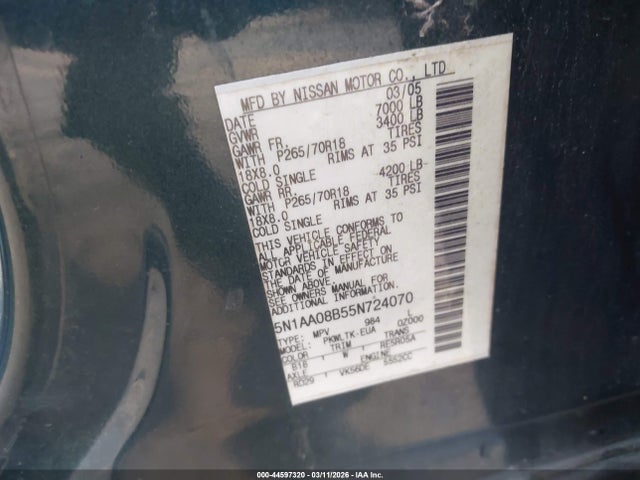 MFD BY NISSAN MOTOR CO., LTD
DATE 03/05
GVWR 7000 LB
GAWR FR. 3400 LB
WITH P265/70R18 TIRES
18X8.0 RIMS AT 35 PSI
COLD SINGLE
GAWR RR. 4200 LB
WITH P265/70R18 TIRES
18X8.0 RIMS AT 35 PSI
COLD SINGLE
THIS VEHICLE CONFORMS TO
ALL APPLICABLE FEDERAL
MOTOR VEHICLE SAFETY
STANDARDS IN EFFECT ON
THE DATE OF MANUFACTURE
SHOWN ABOVE.
SEE OWNERS MANUAL FOR
ADDITIONAL INFORMATION.
5N1AA08B55N724070
TYPE: MPV 984 L
MODEL: PKWLTK-EUA 0Z000
COLOR TRIM TRANS
B18 W RE5R05A
AXLE ENGINE
RD29 VK56DE 5552CC
000-44597320 - 03/11/2026 - IAA Inc.